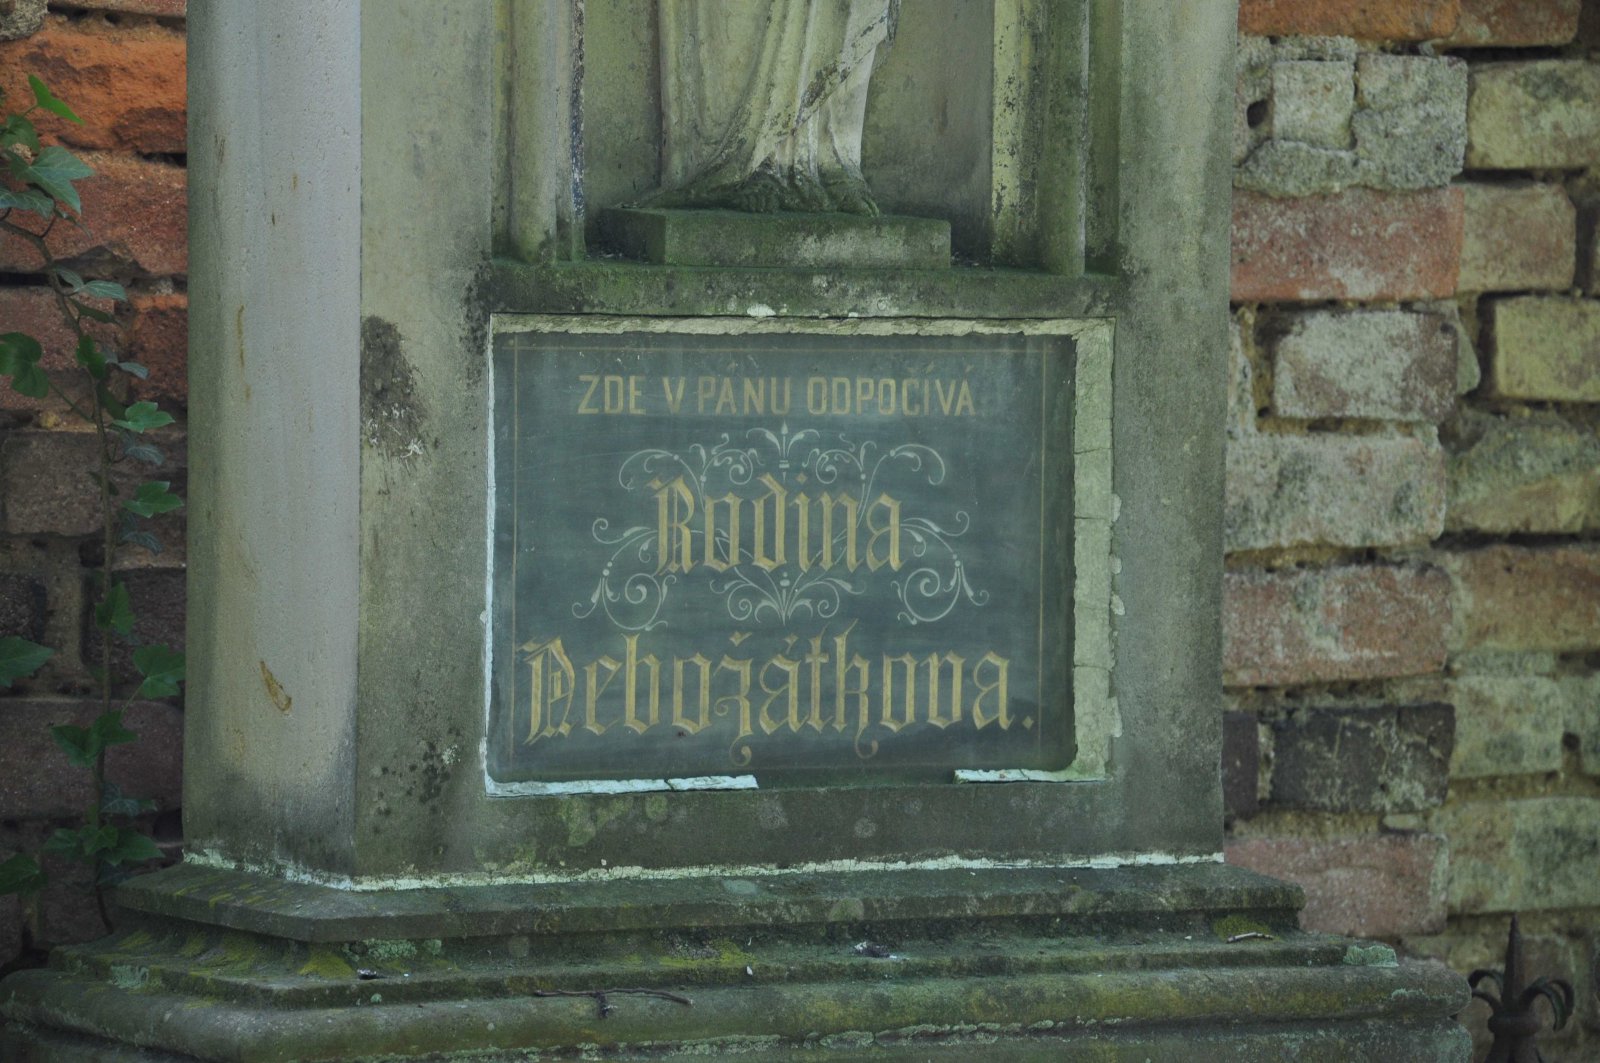 ZDE V PÁNU ODPOČÍVÁ
Rodina
Nebožátkova.